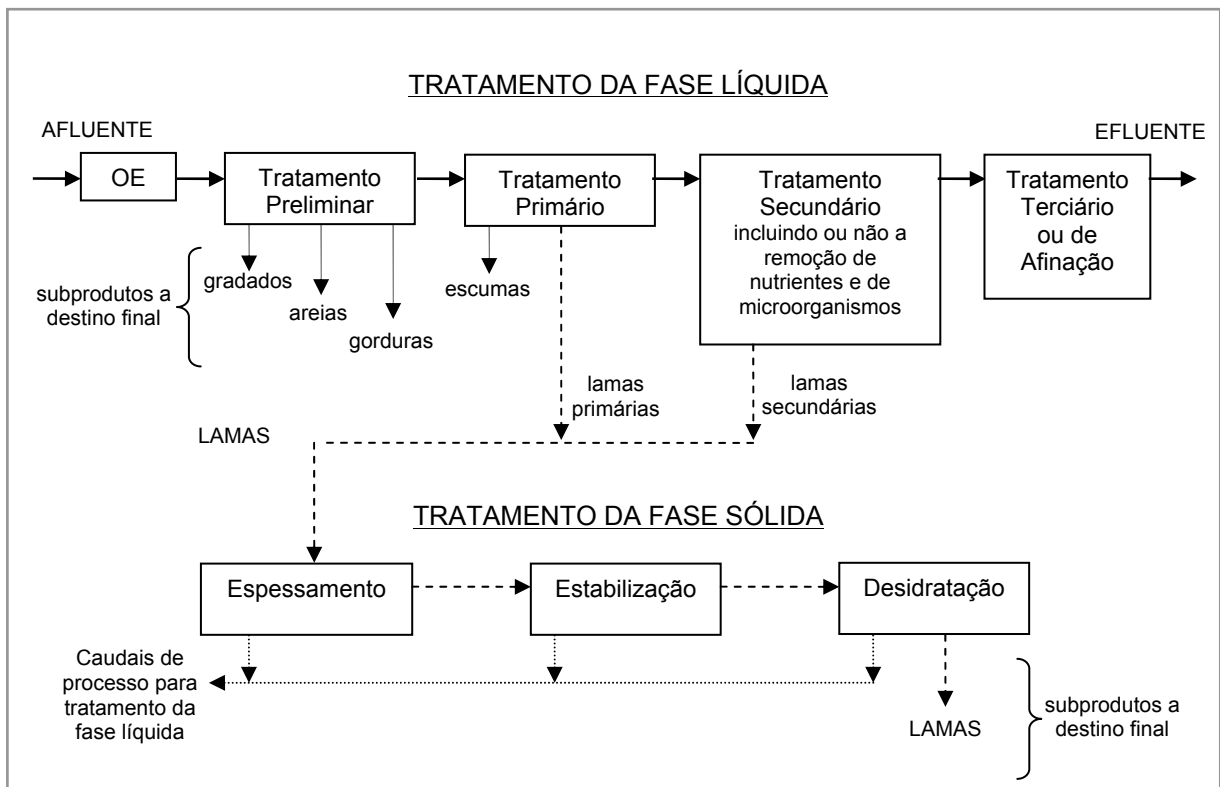 TRATAMENTO DA FASE LÍQUIDA
AFLUENTE
EFLUENTE
OE
Tratamento
Preliminar
Tratamento
Primário
Tratamento
Secundário
incluindo ou não a
remoção de
nutrientes e de
microorganismos
Tratamento
Terciário
ou de
Afinação
subprodutos a
destino final
gradados
areias
gorduras
escumas
lamas
primárias
lamas
secundárias
LAMAS
TRATAMENTO DA FASE SÓLIDA
Espessamento
Estabilização
Desidratação
Caudais de
processo para
tratamento da
fase líquida
LAMAS
subprodutos a
destino final